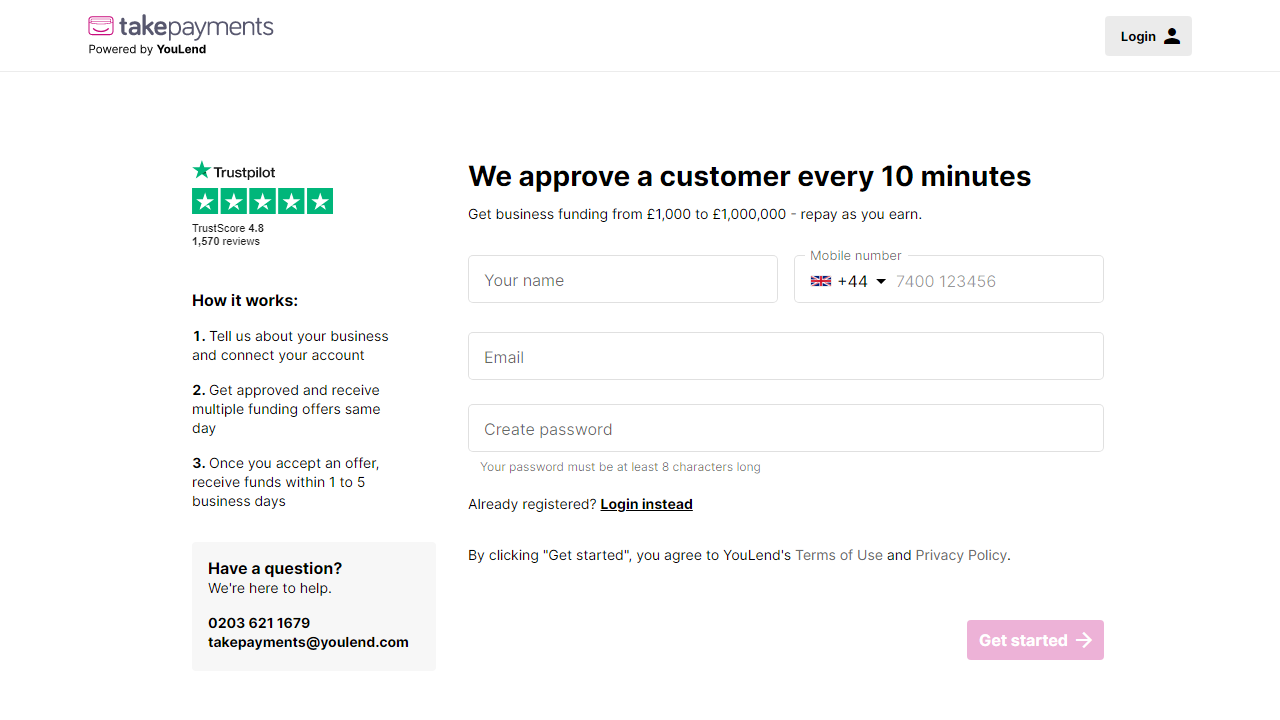 takepayments
Powered by YouLend
Login
Trustpilot
TrustScore 4.8
1,570 reviews
How it works:
1. Tell us about your business
and connect your account
2. Get approved and receive
multiple funding offers same
day
3. Once you accept an offer,
receive funds within 1 to 5
business days
Have a question?
We're here to help.
0203 621 1679
takepayments@youlend.com
We approve a customer every 10 minutes
Get business funding from £1,000 to £1,000,000 - repay as you earn.
Your name
Mobile number
+44 7400 123456
Email
Create password
Your password must be at least 8 characters long
Already registered? Login instead
By clicking "Get started", you agree to YouLend's Terms of Use and Privacy Policy.
Get started